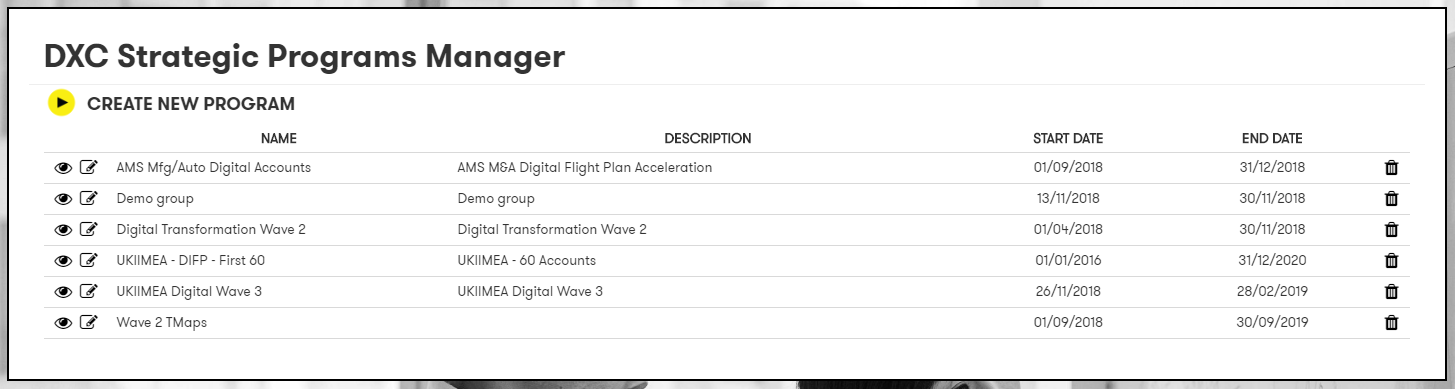 DXC Strategic Programs Manager
CREATE NEW PROGRAM
NAME DESCRIPTION START DATE END DATE
AMS Mfg/Auto Digital Accounts AMS M&A Digital Flight Plan Acceleration 01/09/2018 31/12/2018
Demo group Demo group 13/11/2018 30/11/2018
Digital Transformation Wave 2 Digital Transformation Wave 2 01/04/2018 30/11/2018
UKIIMEA - DIFP - First 60 UKIIMEA - 60 Accounts 01/01/2016 31/12/2020
UKIIMEA Digital Wave 3 UKIIMEA Digital Wave 3 26/11/2018 28/02/2019
Wave 2 TMaps 01/09/2018 30/09/2019